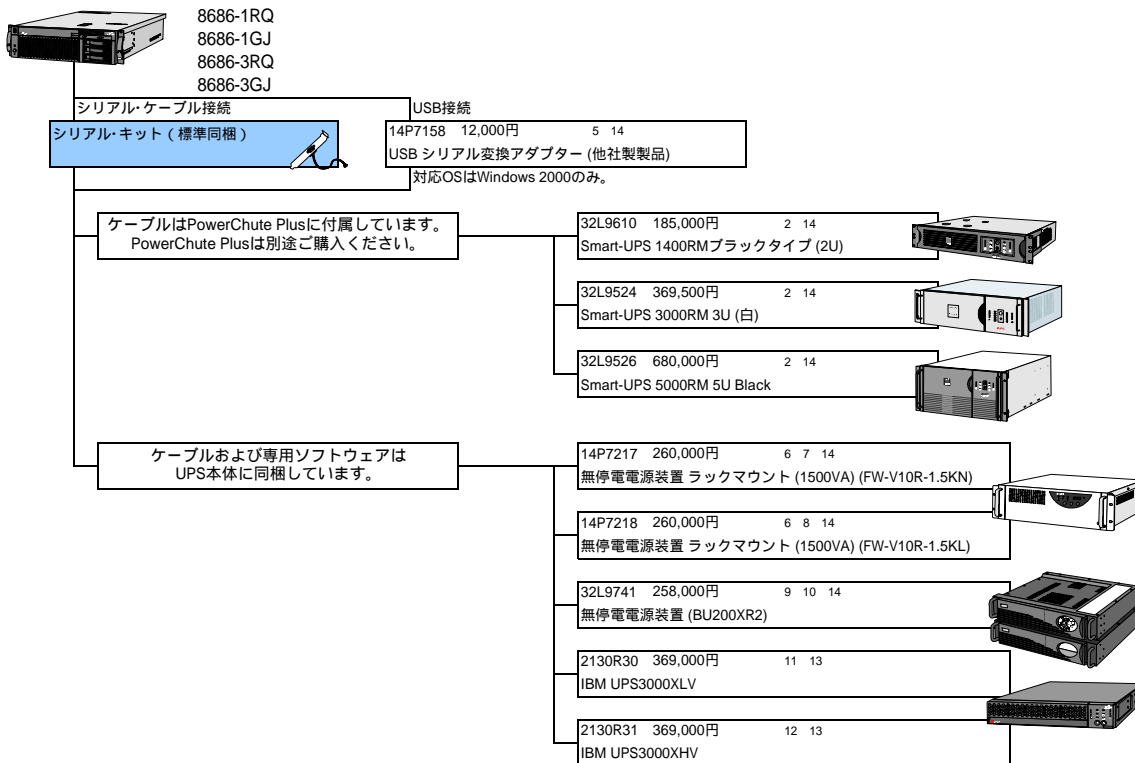 8686-1RQ
8686-1GJ
8686-3RQ
8686-3GJ
シリアル･ケーブル接続
USB接続
シリアル･キット ( 標準同梱 )
14P7158 12,000円 5 14
USB シリアル変換アダプター (他社製製品)
対応OSはWindows 2000のみ。
ケーブルはPowerChute Plusに付属しています。
PowerChute Plusは別途ご購入ください。
32L9610 185,000円 2 14
Smart-UPS 1400RMブラックタイプ (2U)
32L9524 369,500円 2 14
Smart-UPS 3000RM 3U (白)
32L9526 680,000円 2 14
Smart-UPS 5000RM 5U Black
ケーブルおよび専用ソフトウェアは
UPS本体に同梱しています。
14P7217 260,000円 6 7 14
無停電電源装置 ラックマウント (1500VA) (FW-V10R-1.5KN)
14P7218 260,000円 6 8 14
無停電電源装置 ラックマウント (1500VA) (FW-V10R-1.5KL)
32L9741 258,000円 9 10 14
無停電電源装置 (BU200XR2)
2130R30 369,000円 11 13
IBM UPS3000XLV
2130R31 369,000円 12 13
IBM UPS3000XHV